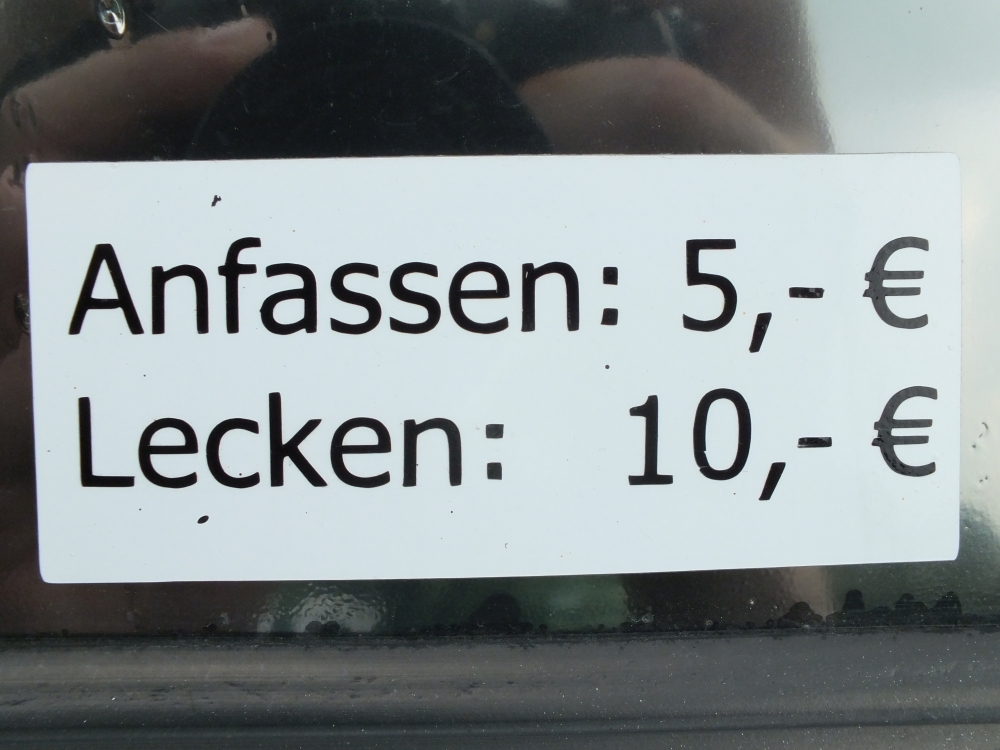 Anfassen: 5,- €
Lecken: 10,- €